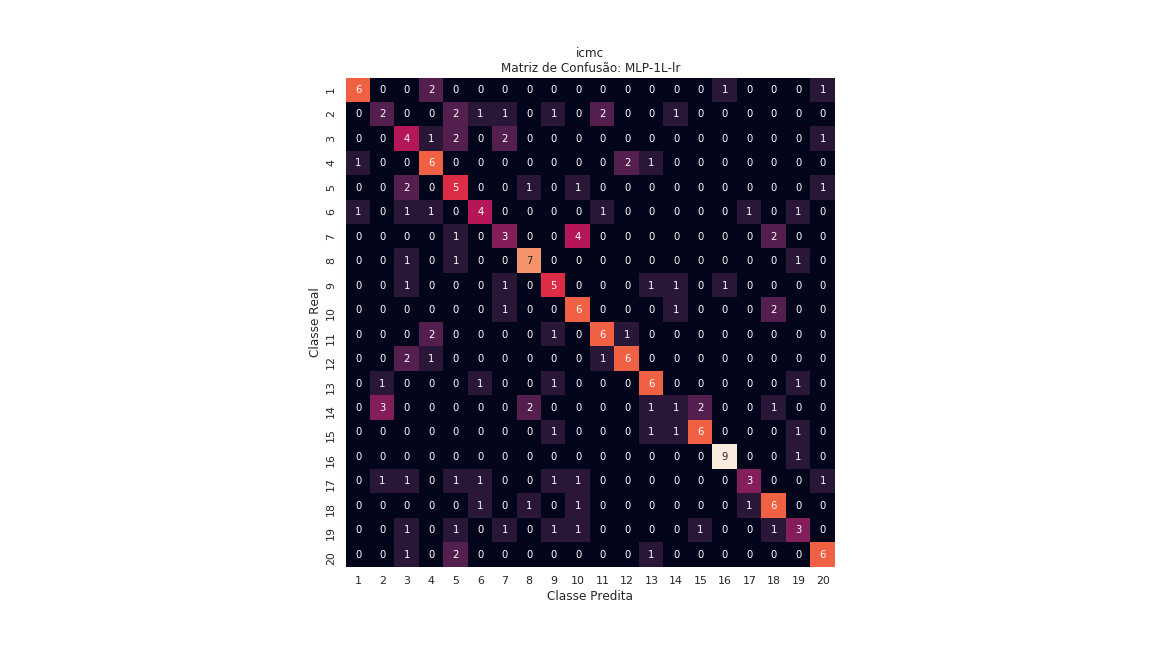 icmc
Matriz de Confusão: MLP-1L-lr
Classe Real
1 6 0 0 2 0 0 0 0 0 0 0 0 0 0 0 1 0 0 0 1
2 0 2 0 0 2 1 1 0 1 0 2 0 0 1 0 0 0 0 0 0
3 0 0 4 1 2 0 2 0 0 0 0 0 0 0 0 0 0 0 0 1
4 1 0 0 6 0 0 0 0 0 0 0 2 1 0 0 0 0 0 0 0
5 0 0 2 0 5 0 0 1 0 1 0 0 0 0 0 0 0 0 0 1
6 1 0 1 1 0 4 0 0 0 0 1 0 0 0 0 0 1 0 1 0
7 0 0 0 0 1 0 3 0 0 4 0 0 0 0 0 0 0 2 0 0
8 0 0 1 0 1 0 0 7 0 0 0 0 0 0 0 0 0 0 1 0
9 0 0 1 0 0 0 1 0 5 0 0 0 1 1 0 1 0 0 0 0
10 0 0 0 0 0 0 1 0 0 6 0 0 0 1 0 0 0 2 0 0
11 0 0 0 2 0 0 0 0 1 0 6 1 0 0 0 0 0 0 0 0
12 0 0 2 1 0 0 0 0 0 0 1 6 0 0 0 0 0 0 0 0
13 0 1 0 0 0 1 0 0 1 0 0 0 6 0 0 0 0 0 1 0
14 0 3 0 0 0 0 0 2 0 0 0 0 1 1 2 0 0 1 0 0
15 0 0 0 0 0 0 0 0 1 0 0 0 1 1 6 0 0 0 1 0
16 0 0 0 0 0 0 0 0 0 0 0 0 0 0 0 9 0 0 1 0
17 0 1 1 0 1 1 0 0 1 1 0 0 0 0 0 0 3 0 0 1
18 0 0 0 0 0 1 0 1 0 1 0 0 0 0 0 0 1 6 0 0
19 0 0 1 0 1 0 1 0 1 1 0 0 0 0 1 0 0 1 3 0
20 0 0 1 0 2 0 0 0 0 0 0 0 1 0 0 0 0 0 0 6
1 2 3 4 5 6 7 8 9 10 11 12 13 14 15 16 17 18 19 20
Classe Predita